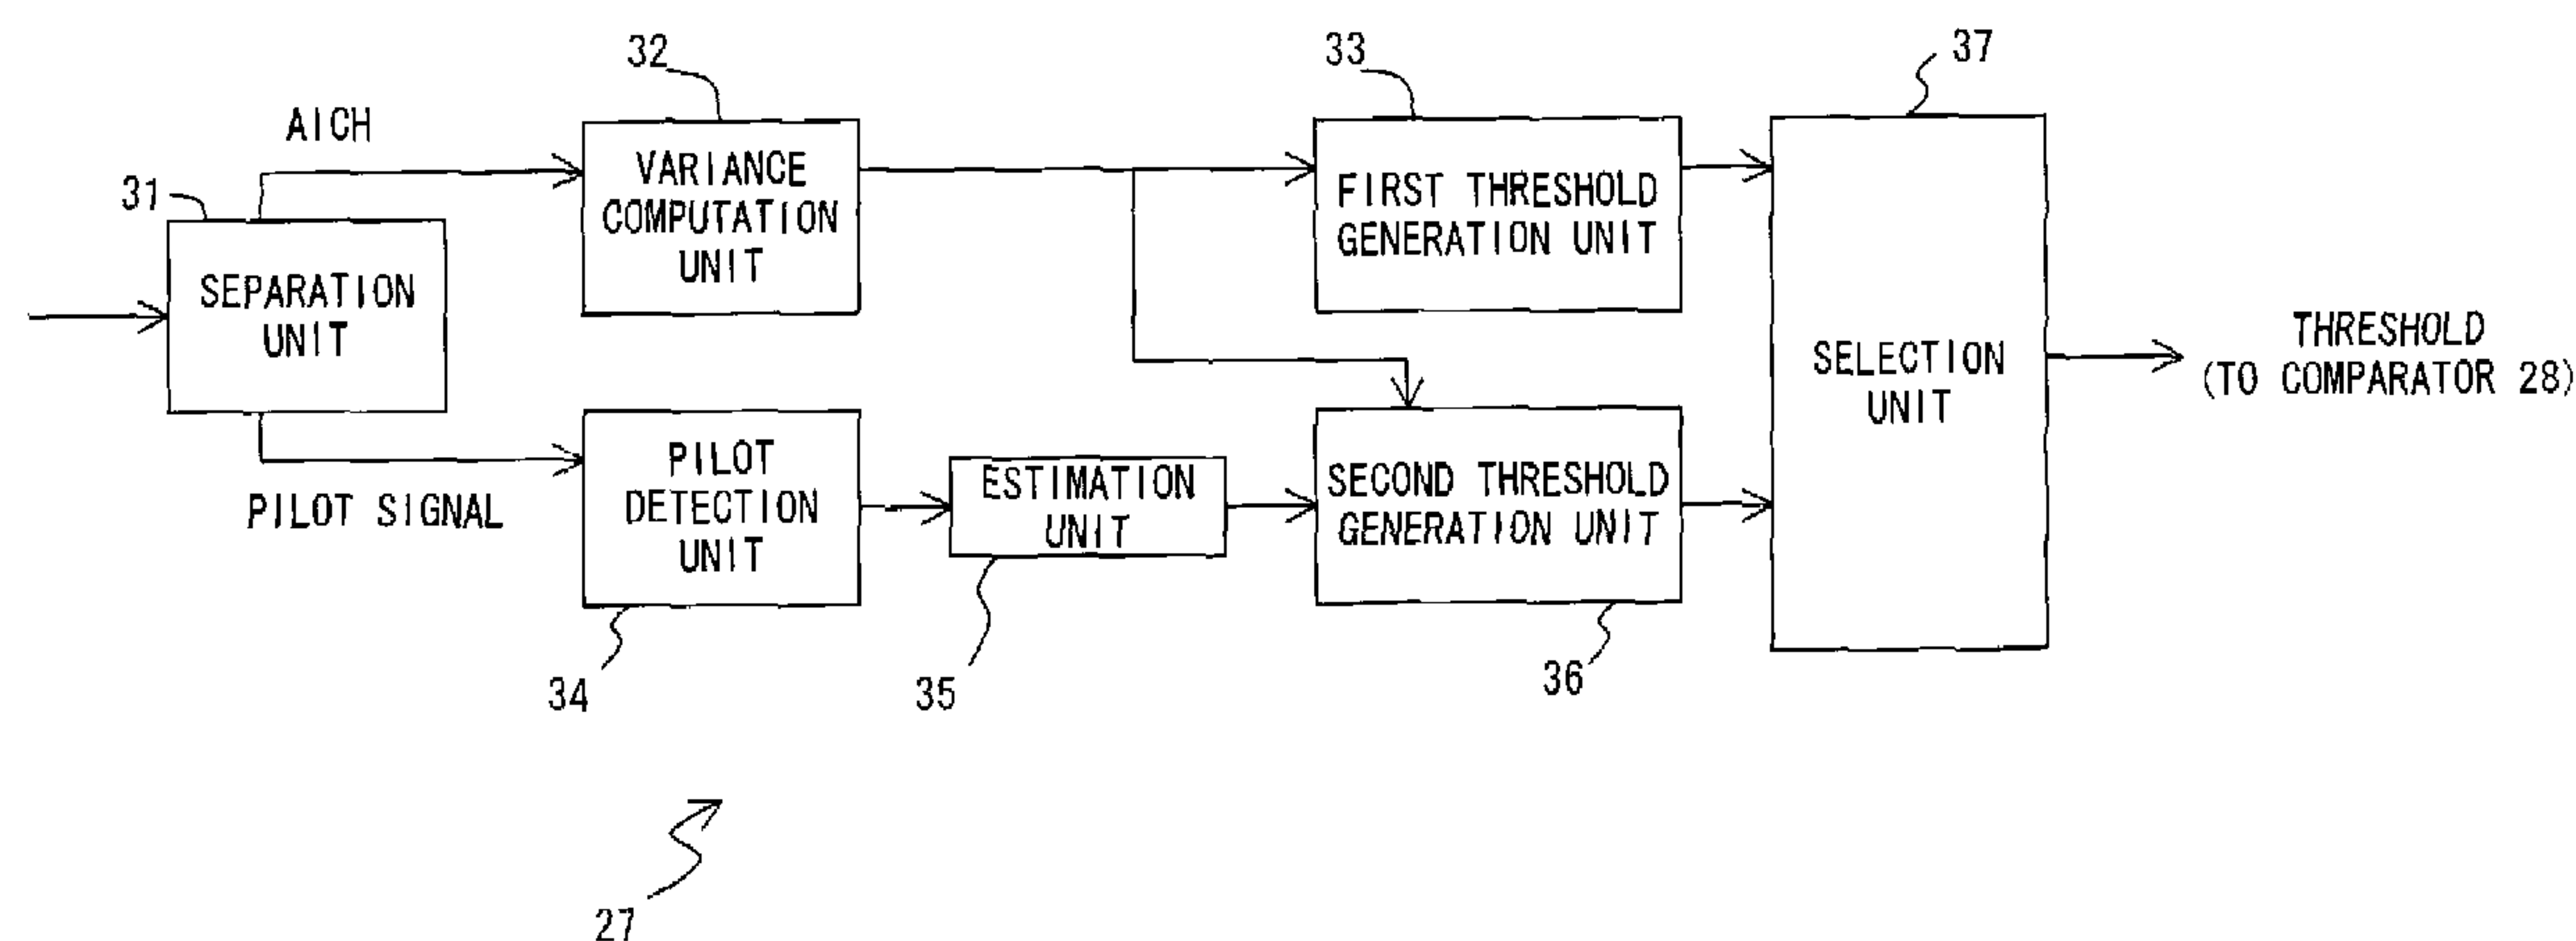 32
33
37
AICH
31
VARIANCE
COMPUTATION
UNIT
FIRST THRESHOLD
GENERATION UNIT
SEPARATION
UNIT
SELECTION
UNIT
THRESHOLD
(TO COMPARATOR 28)
PILOT SIGNAL
PILOT
DETECTION
UNIT
ESTIMATION
UNIT
SECOND THRESHOLD
GENERATION UNIT
34
35
36
27